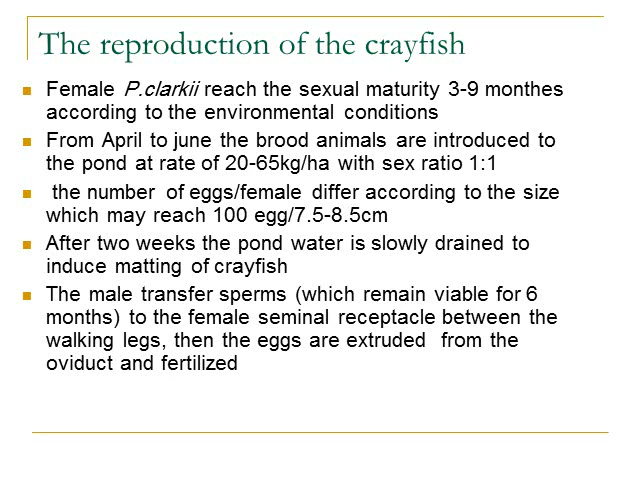 The reproduction of the crayfish
Female P.clarkii reach the sexual maturity 3-9 monthes
according to the environmental conditions
From April to june the brood animals are introduced to
the pond at rate of 20-65kg/ha with sex ratio 1:1
the number of eggs/female differ according to the size
which may reach 100 egg/7.5-8.5cm
After two weeks the pond water is slowly drained to
induce matting of crayfish
The male transfer sperms (which remain viable for 6
months) to the female seminal receptacle between the
walking legs, then the eggs are extruded from the
oviduct and fertilized